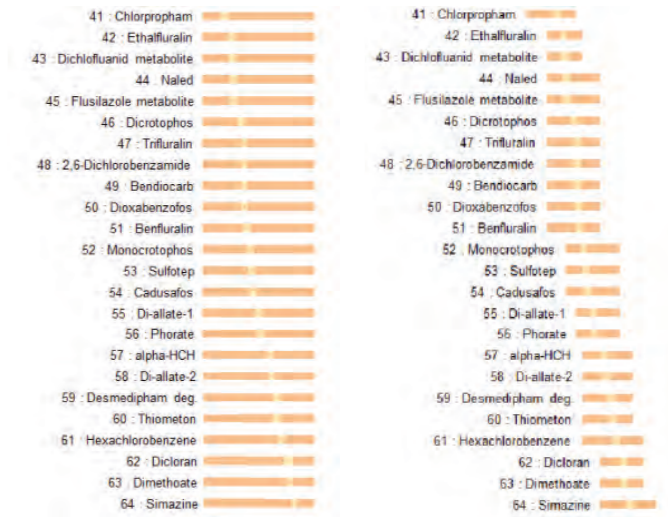 41 : Chlorpropham
42 : Ethalfluralin
43 : Dichlofluanid metabolite
44 : Naled
45 : Flusilazole metabolite
46 : Dicrotophos
47 : Trifluralin
48 : 2,6-Dichlorobenzamide
49 : Bendiocarb
50 : Dioxabenzofos
51 : Benfluralin
52 : Monocrotophos
53 : Sulfotep
54 : Cadusafos
55 : Di-allate-1
56 : Phorate
57 : alpha-HCH
58 : Di-allate-2
59 : Desmedipham deg.
60 : Thiometon
61 : Hexachlorobenzene
62 : Dicloran
63 : Dimethoate
64 : Simazine
41 : Chlorpropham
42 : Ethalfluralin
43 : Dichlofluanid metabolite
44 : Naled
45 : Flusilazole metabolite
46 : Dicrotophos
47 : Trifluralin
48 : 2,6-Dichlorobenzamide
49 : Bendiocarb
50 : Dioxabenzofos
51 : Benfluralin
52 : Monocrotophos
53 : Sulfotep
54 : Cadusafos
55 : Di-allate-1
56 : Phorate
57 : alpha-HCH
58 : Di-allate-2
59 : Desmedipham deg.
60 : Thiometon
61 : Hexachlorobenzene
62 : Dicloran
63 : Dimethoate
64 : Simazine